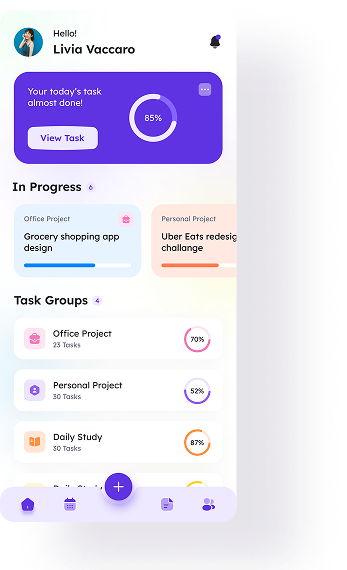 Hello!
Livia Vaccaro
Your today's task
almost done!
View Task
85%
In Progress 6
Office Project
Grocery shopping app
design
Personal Project
Uber Eats redesig
challange
Task Groups 4
Office Project
23 Tasks
70%
Personal Project
30 Tasks
52%
Daily Study
30 Tasks
87%